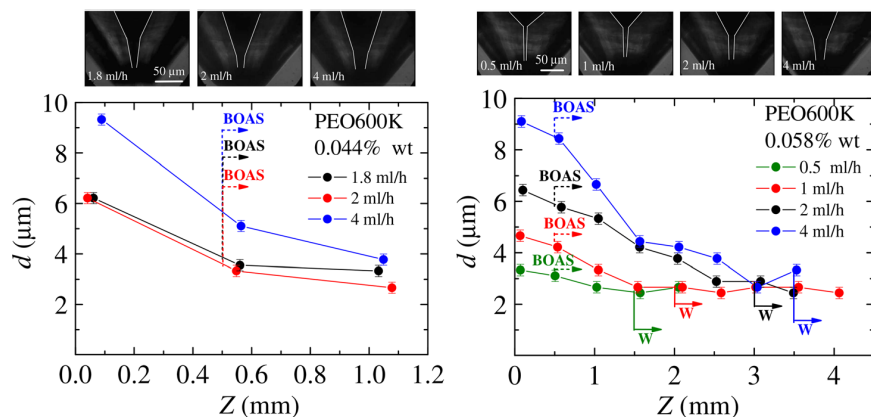 1.8 ml/h
50 µm
2 ml/h
4 ml/h
0.5 ml/h
50 µm
1 ml/h
2 ml/h
4 ml/h
10
8
6
4
2
d (µm)
BOAS
BOAS
BOAS
PEO600K
0.044% wt
1.8 ml/h
2 ml/h
4 ml/h
0.0 0.2 0.4 0.6 0.8 1.0 1.2
Z (mm)
10
8
6
4
2
0
d (µm)
BOAS
BOAS
BOAS
BOAS
PEO600K
0.058% wt
0.5 ml/h
1 ml/h
2 ml/h
4 ml/h
W
W
W
W
0 1 2 3 4
Z (mm)